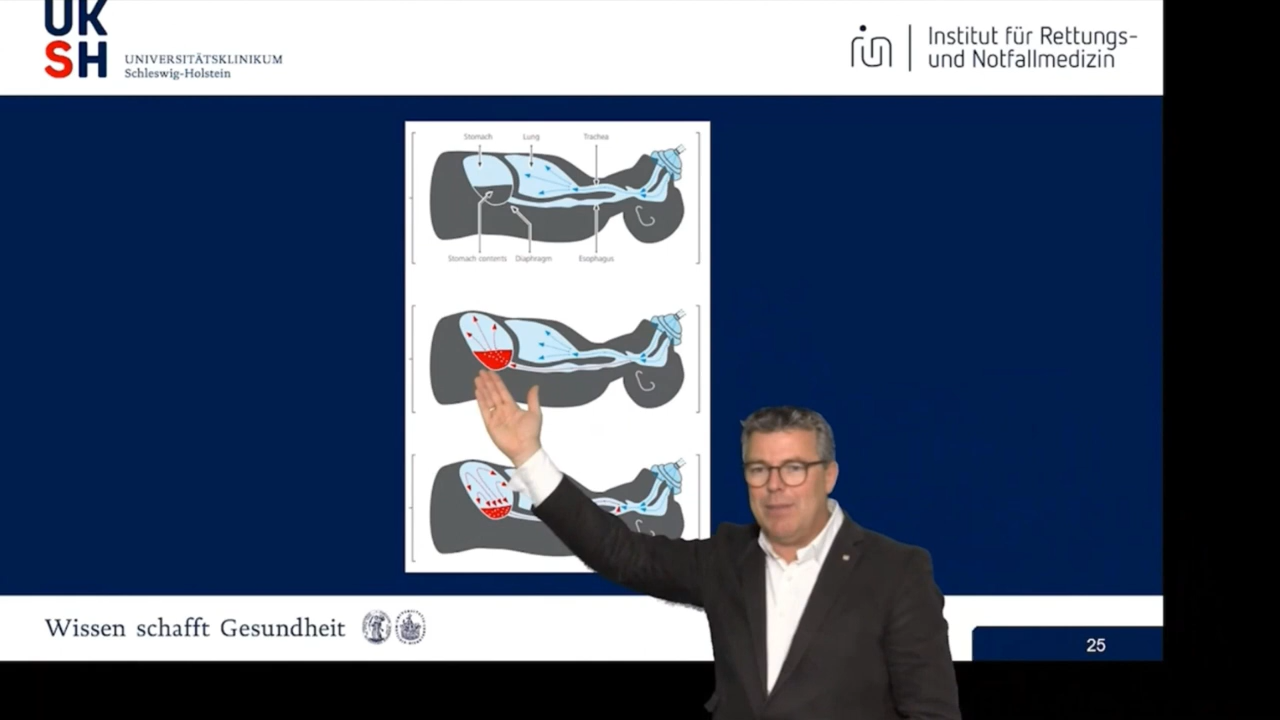 UK
SH
UNIVERSITÄTSKLINIKUM
Schleswig-Holstein
Institut für Rettungs-
und Notfallmedizin
Stomach Lung Trachea
Stomach contents Diaphragm Esophagus
Wissen schafft Gesundheit
25